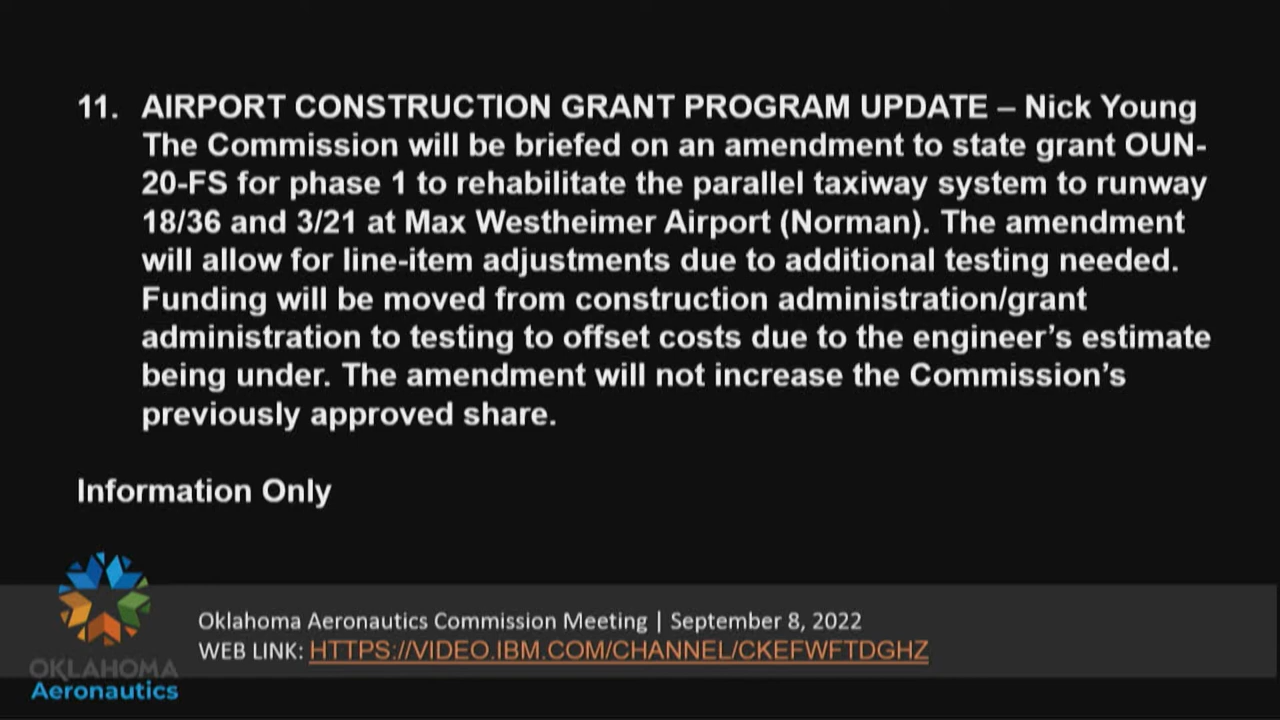 11. AIRPORT CONSTRUCTION GRANT PROGRAM UPDATE – Nick Young
The Commission will be briefed on an amendment to state grant OUN-
20-FS for phase 1 to rehabilitate the parallel taxiway system to runway
18/36 and 3/21 at Max Westheimer Airport (Norman). The amendment
will allow for line-item adjustments due to additional testing needed.
Funding will be moved from construction administration/grant
administration to testing to offset costs due to the engineer’s estimate
being under. The amendment will not increase the Commission’s
previously approved share.
Information Only
Oklahoma Aeronautics Commission Meeting | September 8, 2022
WEB LINK: HTTPS://VIDEO.IBM.COM/CHANNEL/CKEFWFTDGHZ
OKLAHOMA
Aeronautics